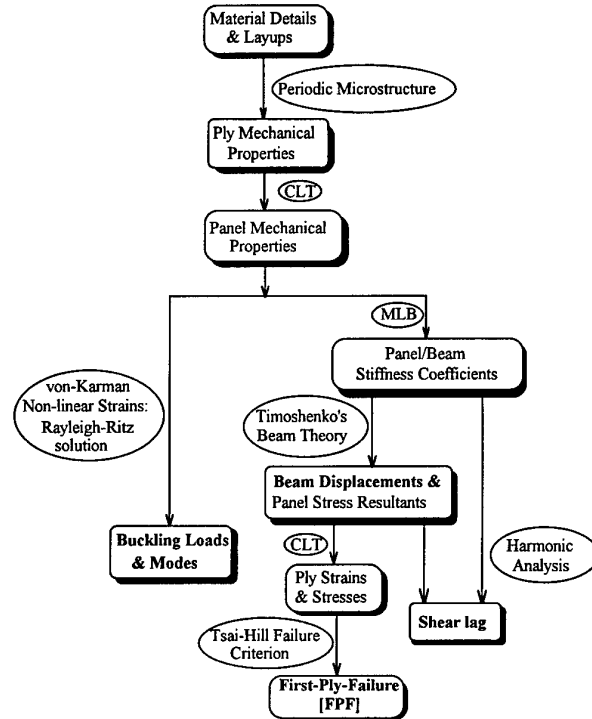 Material Details
& Layups
Periodic Microstructure
Ply Mechanical
Properties
CLT
Panel Mechanical
Properties
MLB
Panel/Beam
Stiffness Coefficients
von-Karman
Non-linear Strains:
Rayleigh-Ritz
solution
Timoshenko's
Beam Theory
Beam Displacements &
Panel Stress Resultants
Buckling Loads
& Modes
CLT
Harmonic
Analysis
Ply Strains
& Stresses
Shear lag
Tsai-Hill Failure
Criterion
First-Ply-Failure
[FPF]